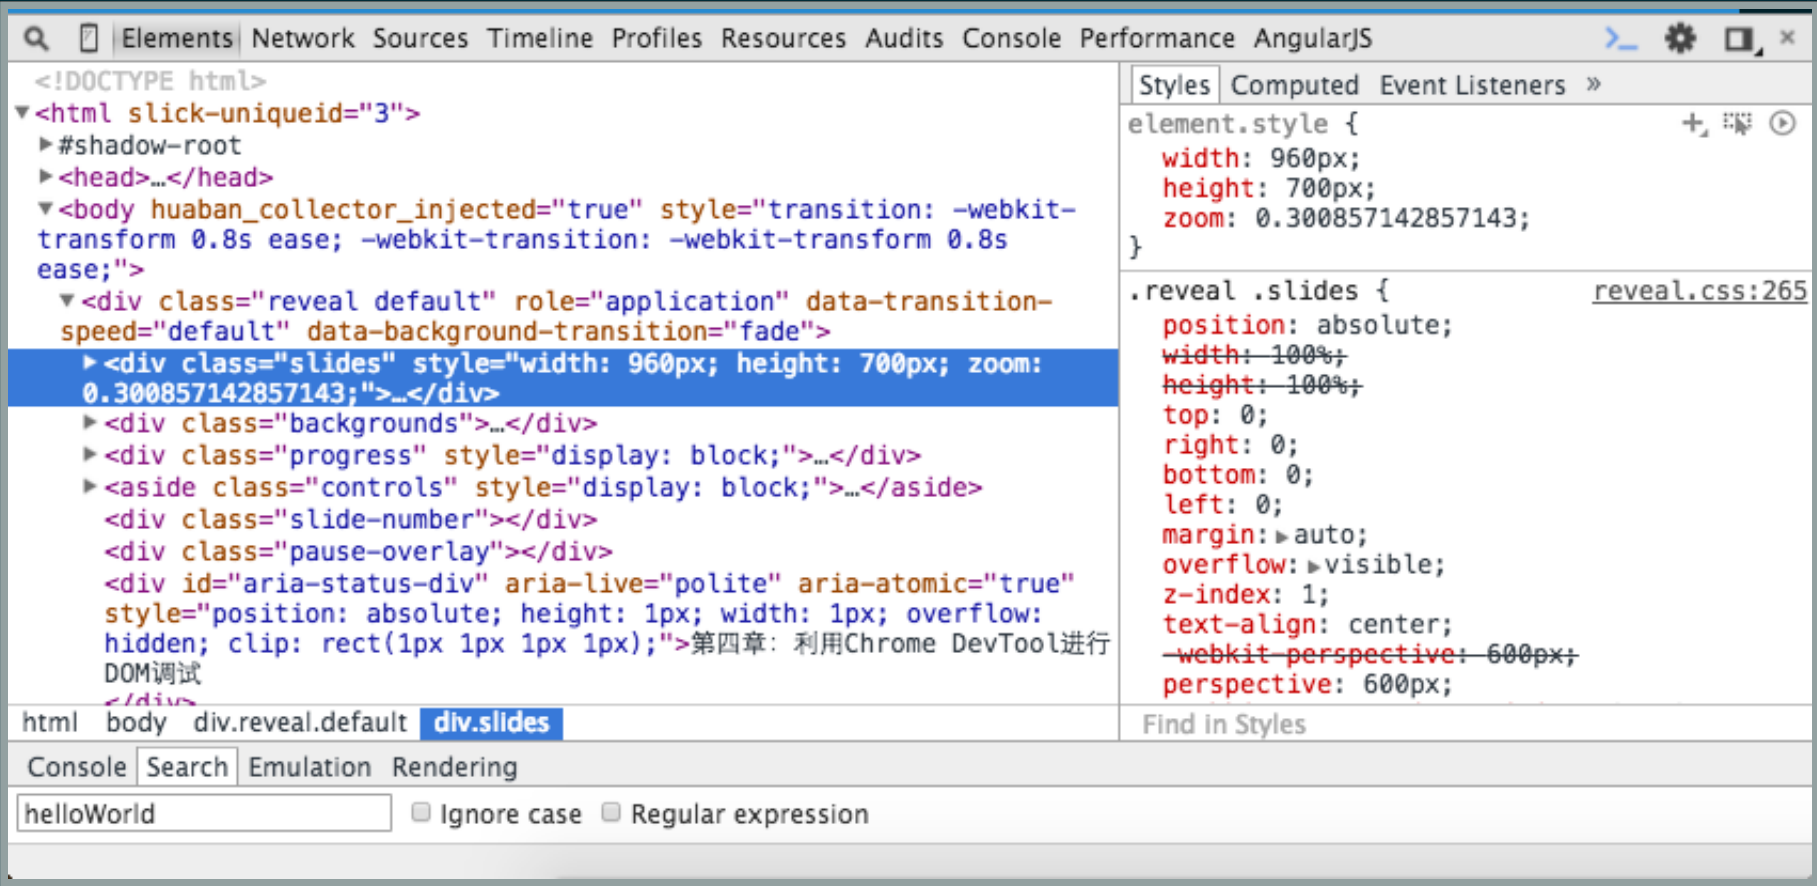 Elements Network Sources Timeline Profiles Resources Audits Console Performance AngularJS
<!DOCTYPE html>
<html slick-uniqueid="3">
#shadow-root
<head>…</head>
<body huaban_collector_injected="true" style="transition: -webkit-
transform 0.8s ease; -webkit-transition: -webkit-transform 0.8s
ease;">
<div class="reveal default" role="application" data-transition-
speed="default" data-background-transition="fade">
<div class="slides" style="width: 960px; height: 700px; zoom:
0.300857142857143;">…</div>
<div class="backgrounds">…</div>
<div class="progress" style="display: block;">…</div>
<aside class="controls" style="display: block;">…</aside>
<div class="slide-number"></div>
<div class="pause-overlay"></div>
<div id="aria-status-div" aria-live="polite" aria-atomic="true"
style="position: absolute; height: 1px; width: 1px; overflow:
hidden; clip: rect(1px 1px 1px 1px);">第四章：利用Chrome DevTool进行
DOM调试
</div>
html body div.reveal.default div.slides
Styles Computed Event Listeners »
element.style {
width: 960px;
height: 700px;
zoom: 0.300857142857143;
}
.reveal .slides { reveal.css:265
position: absolute;
width: 100%;
height: 100%;
top: 0;
right: 0;
bottom: 0;
left: 0;
margin: auto;
overflow: visible;
z-index: 1;
text-align: center;
-webkit-perspective: 600px;
perspective: 600px;
Find in Styles
Console Search Emulation Rendering
helloWorld Ignore case Regular expression